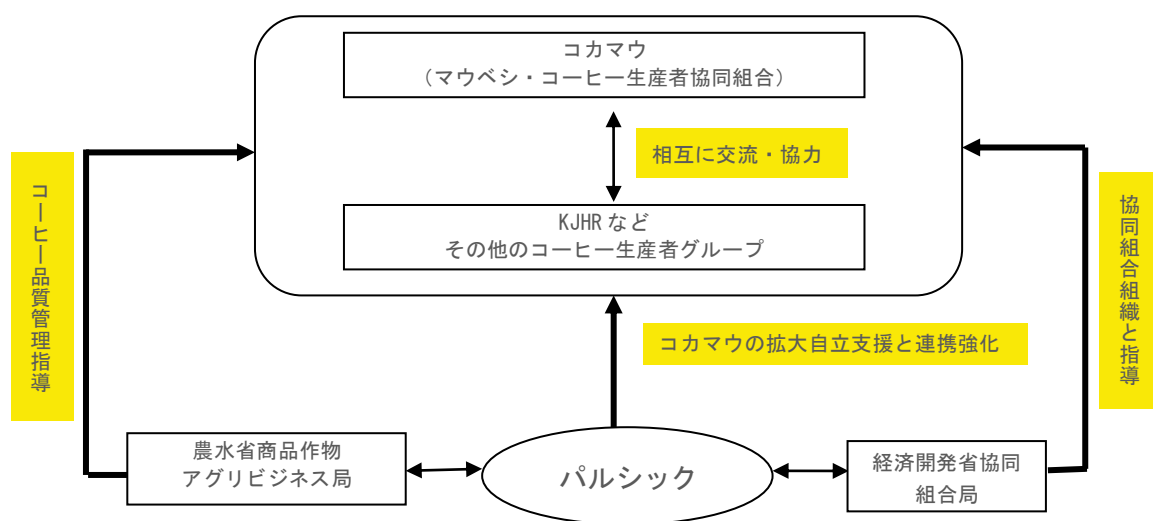 コカマウ
（マウベシ・コーヒー生産者協同組合）
相互に交流・協力
KJHR など
その他のコーヒー生産者グループ
コーヒー品質管理指導
協同組合組織と指導
コカマウの拡大自立支援と連携強化
農水省商品作物
アグリビジネス局
パルシック
経済開発省協同
組合局